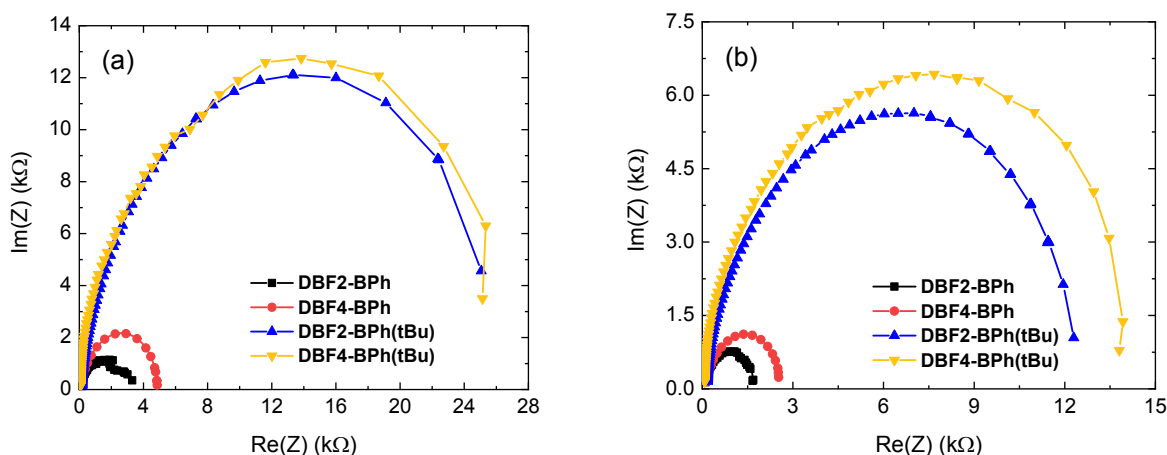 (a)
14
12
10
8
6
4
2
0
Im(Z) (kΩ)
DBF2-BPh
DBF4-BPh
DBF2-BPh(tBu)
DBF4-BPh(tBu)
0 4 8 12 16 20 24 28
Re(Z) (kΩ)
(b)
7.5
6.0
4.5
3.0
1.5
0.0
Im(Z) (kΩ)
DBF2-BPh
DBF4-BPh
DBF2-BPh(tBu)
DBF4-BPh(tBu)
0 3 6 9 12 15
Re(Z) (kΩ)